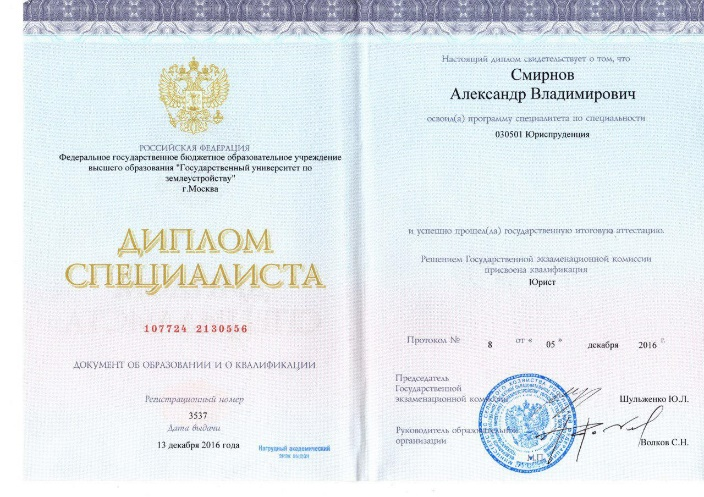 РОССИЙСКАЯ ФЕДЕРАЦИЯ
Федеральное государственное бюджетное образовательное учреждение
высшего образования "Государственный университет по
землеустройству"
г.Москва
ДИПЛОМ
СПЕЦИАЛИСТА
107724 2130556
ДОКУМЕНТ ОБ ОБРАЗОВАНИИ И О КВАЛИФИКАЦИИ
Регистрационный номер
3537
Дата выдачи
13 декабря 2016 года
Настоящий диплом свидетельствует о том, что
Смирнов
Александр Владимирович
освоил(а) программу специалитета по специальности
030501 Юриспруденция
и успешно прошел(ла) государственную итоговую аттестацию.
Решением Государственной экзаменационной комиссии
присвоена квалификация
Юрист
Протокол № 8 от « 05 » декабря 2016 г.
Председатель
Государственной
экзаменационной комиссии Шульженко Ю.Л.
Руководитель образовательной
организации Волков С.Н.
М.П.